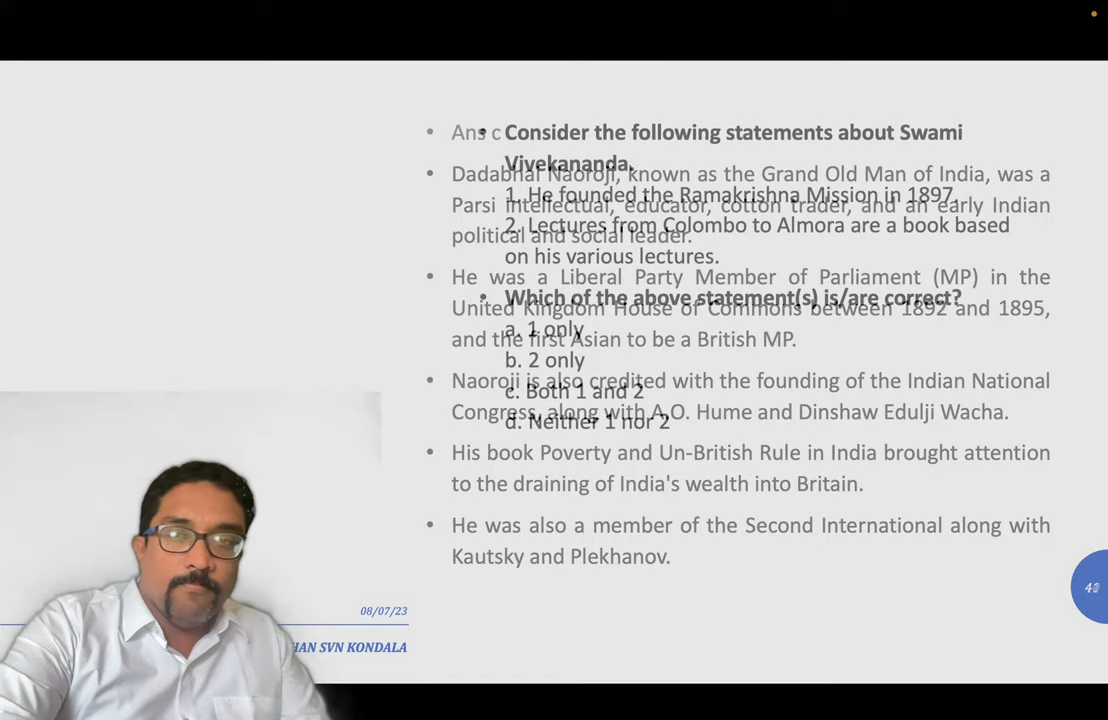 Ans c
Dadabhai Naoroji, known as the Grand Old Man of India, was a
Parsi intellectual, educator, cotton trader, and an early Indian
political and social leader.
He was a Liberal Party Member of Parliament (MP) in the
United Kingdom House of Commons between 1892 and 1895,
and the first Asian to be a British MP.
Naoroji is also credited with the founding of the Indian National
Congress, along with A.O. Hume and Dinshaw Edulji Wacha.
His book Poverty and Un-British Rule in India brought attention
to the draining of India's wealth into Britain.
He was also a member of the Second International along with
Kautsky and Plekhanov.
Consider the following statements about Swami
Vivekananda.
1. He founded the Ramakrishna Mission in 1897.
2. Lectures from Colombo to Almora are a book based
on his various lectures.
Which of the above statement(s) is/are correct?
a. 1 only
b. 2 only
c. Both 1 and 2
d. Neither 1 nor 2
08/07/23
SVN KONDALA